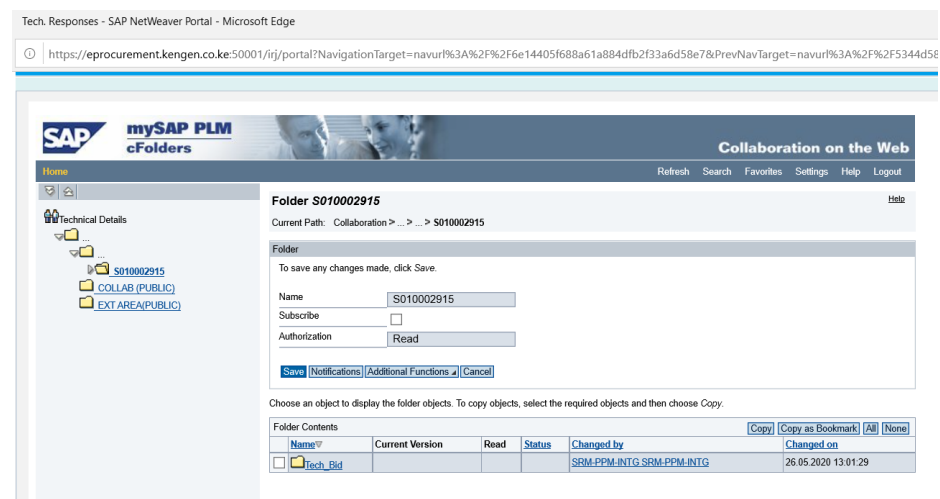 Tech. Responses - SAP NetWeaver Portal - Microsoft Edge
https://eprocurement.kengen.co.ke:50001/irj/portal?NavigationTarget=navurl%3A%2F%2F6e14405f688a61a884dfb2f33a6d58e7&PrevNavTarget=navurl%3A%2F%2F5344d58
SAP mySAP PLM
cFolders
Collaboration on the Web
Home Refresh Search Favorites Settings Help Logout
Folder S010002915 Help
Current Path: Collaboration > ... > ... > S010002915
Technical Details
...
...
S010002915
COLLAB (PUBLIC)
EXT AREA(PUBLIC)
Folder
To save any changes made, click Save.
Name S010002915
Subscribe
Authorization Read
Save Notifications Additional Functions Cancel
Choose an object to display the folder objects. To copy objects, select the required objects and then choose Copy.
Folder Contents Copy Copy as Bookmark All None
Name Current Version Read Status Changed by Changed on
Tech_Bid SRM-PPM-INTG SRM-PPM-INTG 26.05.2020 13:01:29